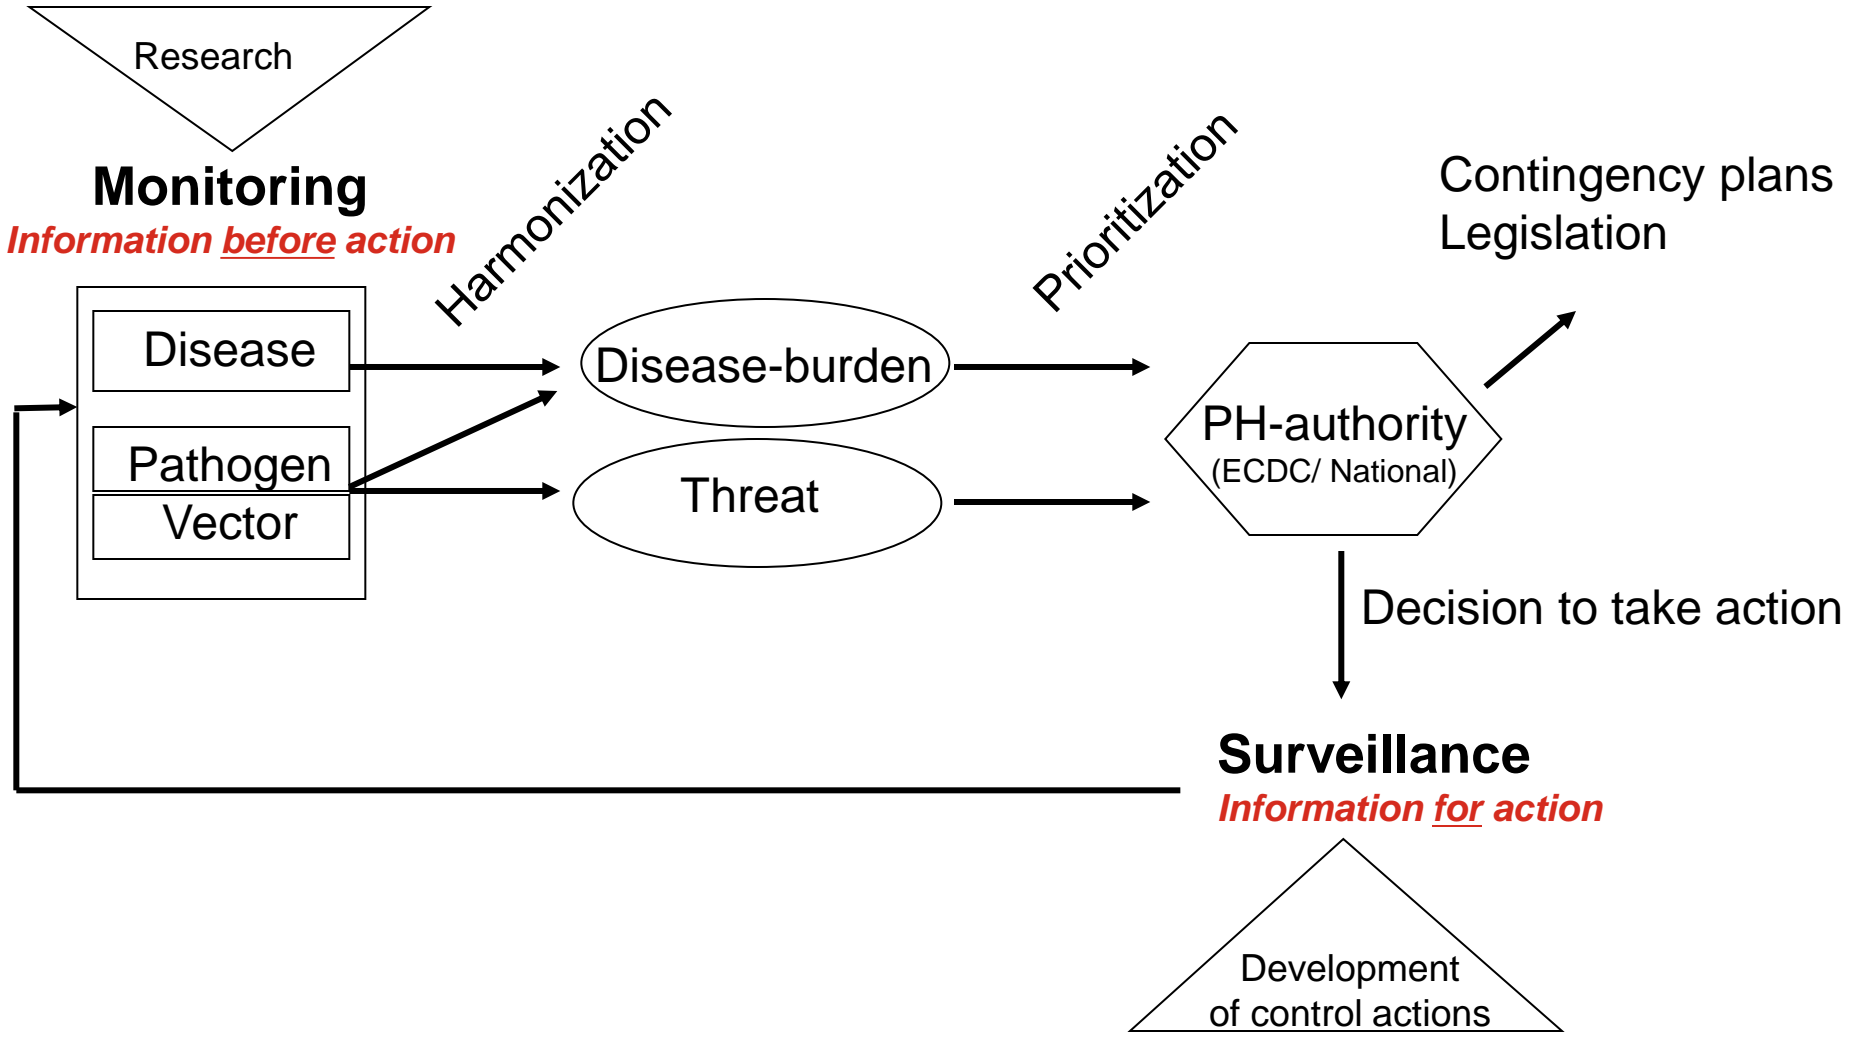 Research
Monitoring
Information before action
Harmonization
Prioritization
Contingency plans
Legislation
Disease
Pathogen
Vector
Disease-burden
Threat
PH-authority
(ECDC/ National)
Decision to take action
Surveillance
Information for action
Development
of control actions